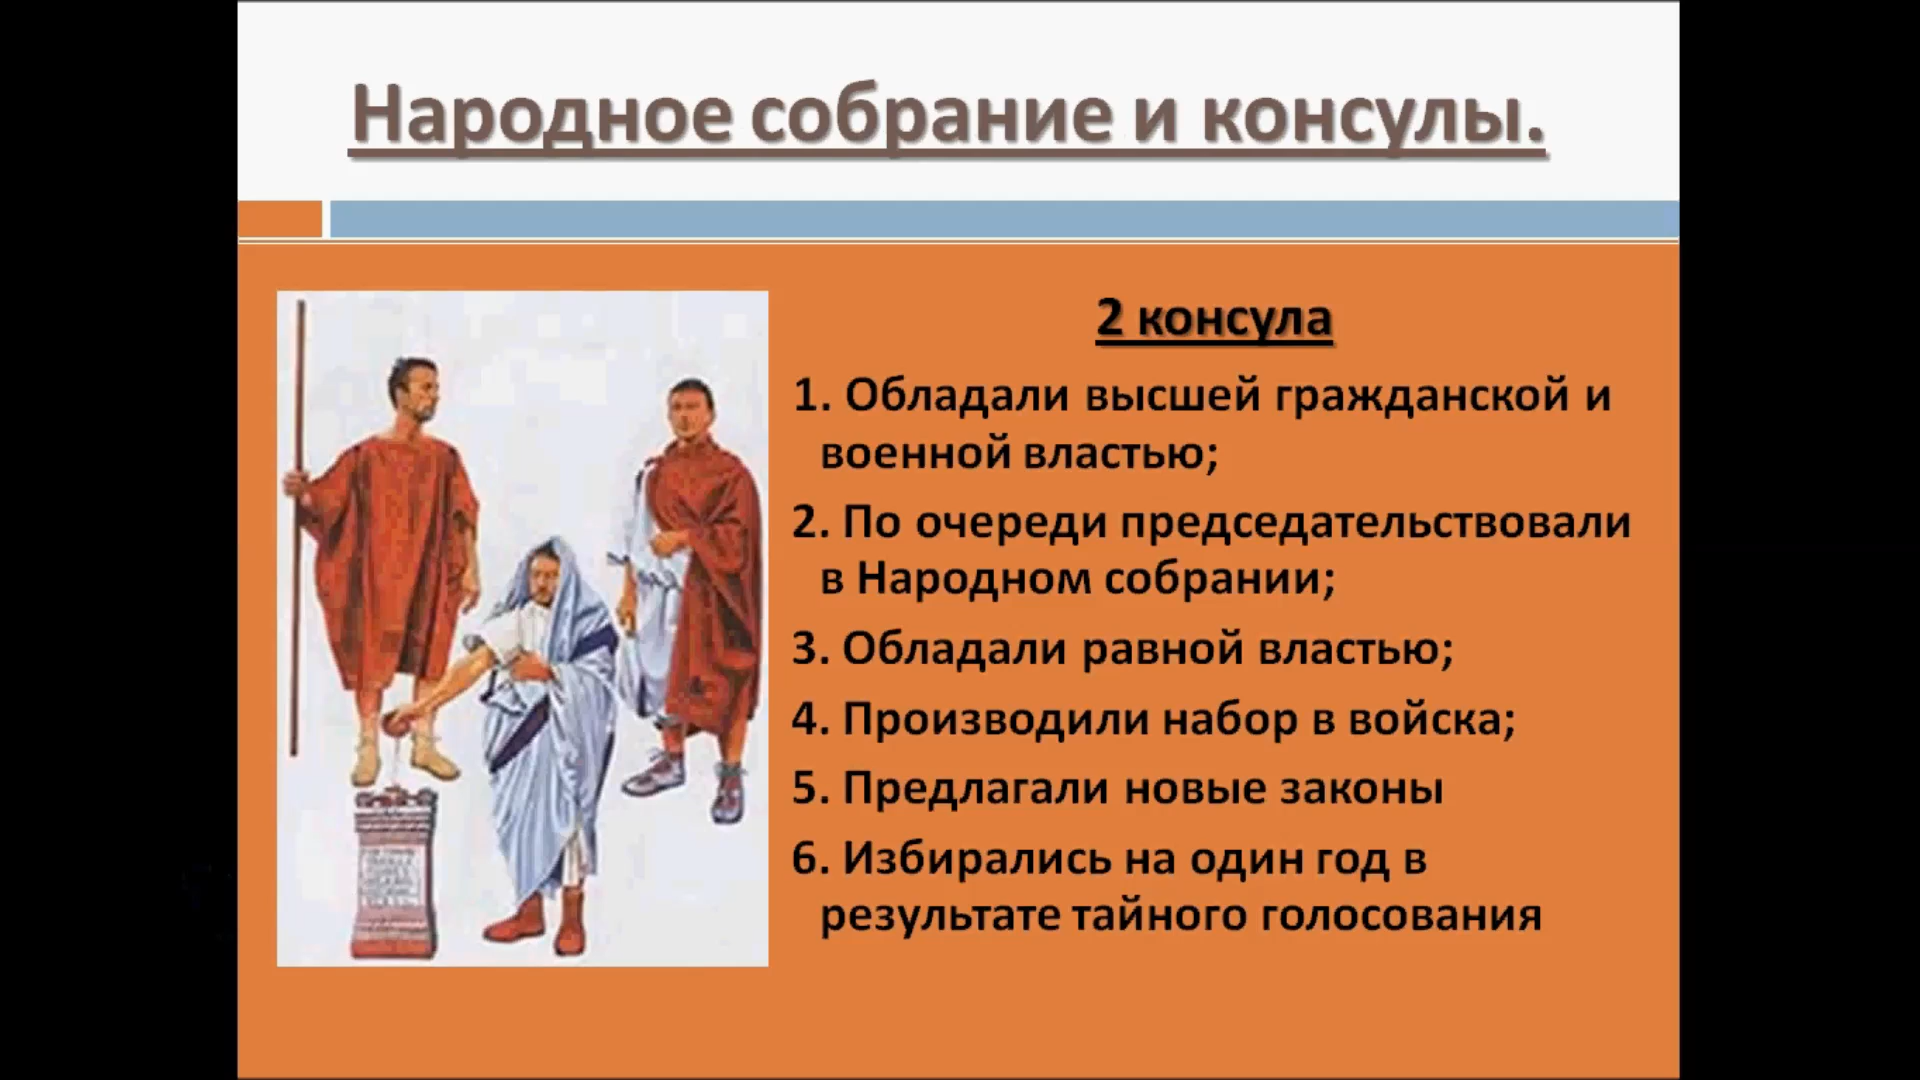 Народное собрание и консулы.
2 консула
1. Обладали высшей гражданской и
военной властью;
2. По очереди председательствовали
в Народном собрании;
3. Обладали равной властью;
4. Производили набор в войска;
5. Предлагали новые законы
6. Избирались на один год в
результате тайного голосования